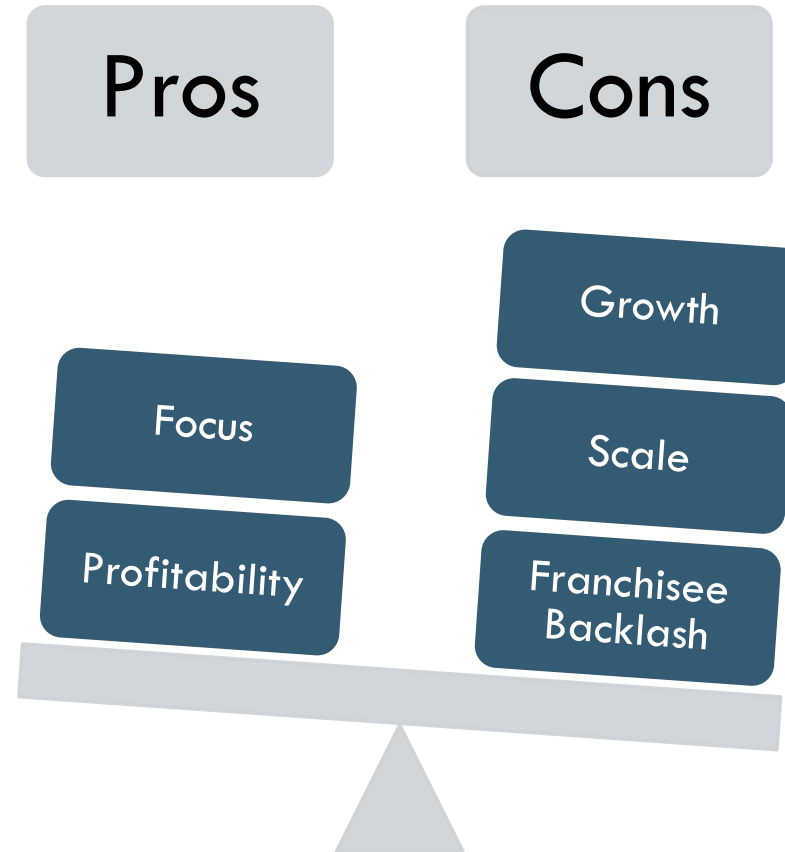 Pros
Cons
Focus
Profitability
Growth
Scale
Franchisee
Backlash